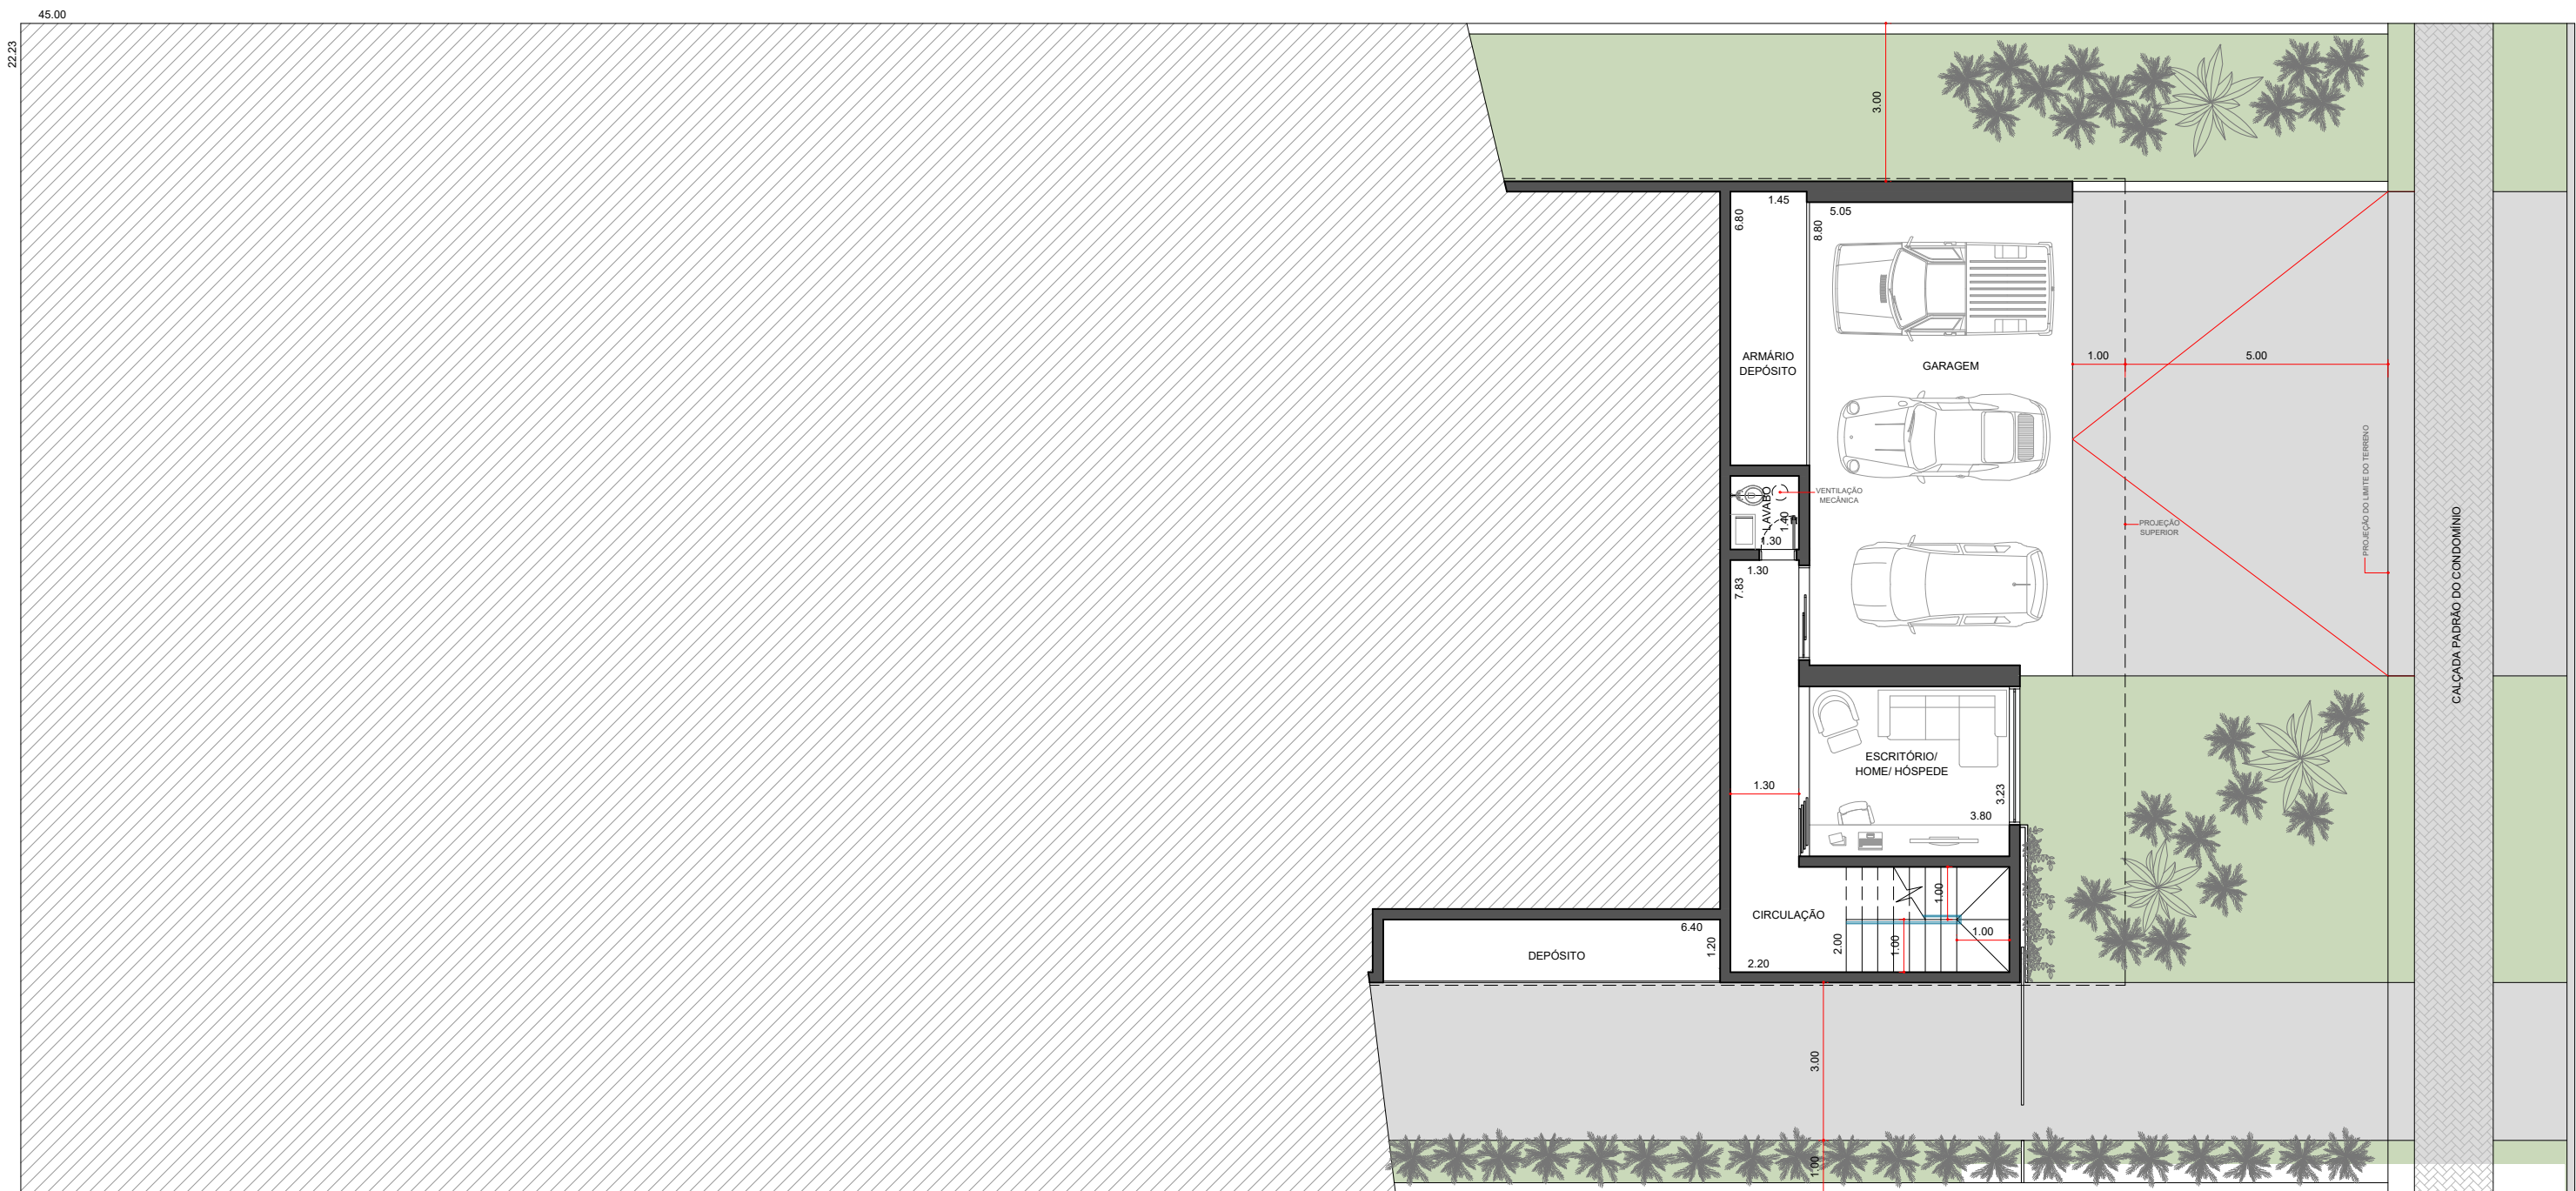 45.00
22.23
3.00
1.45
6.80
5.05
8.80
ARMÁRIO
DEPÓSITO
GARAGEM
1.00
5.00
PROJEÇÃO DO LIMITE DO TERRENO
CALÇADA PADRÃO DO CONDOMÍNIO
VENTILAÇÃO
MECÂNICA
LAVABO
1.40
1.30
PROJEÇÃO
SUPERIOR
1.30
7.83
ESCRITÓRIO/
HOME/ HÓSPEDE
1.30
3.23
3.80
1.00
CIRCULAÇÃO
6.40
1.20
DEPÓSITO
2.00
1.00
1.00
2.20
3.00
1.00